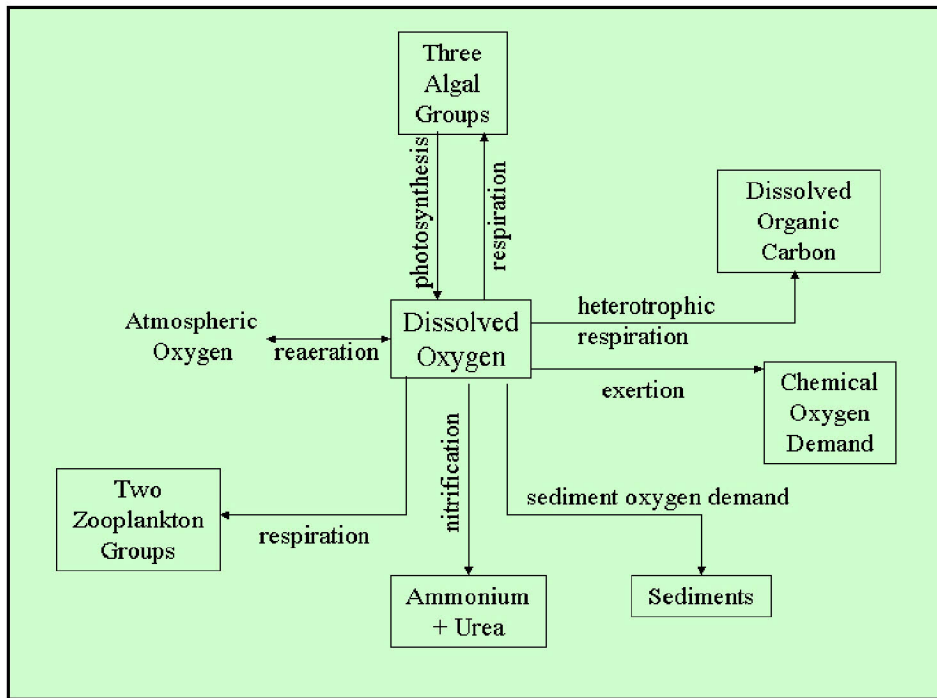 Three
Algal
Groups
photosynthesis
respiration
Dissolved
Organic
Carbon
Atmospheric
Oxygen
reaeration
Dissolved
Oxygen
heterotrophic
respiration
exertion
Chemical
Oxygen
Demand
Two
Zooplankton
Groups
respiration
nitrification
sediment oxygen demand
Ammonium
+ Urea
Sediments